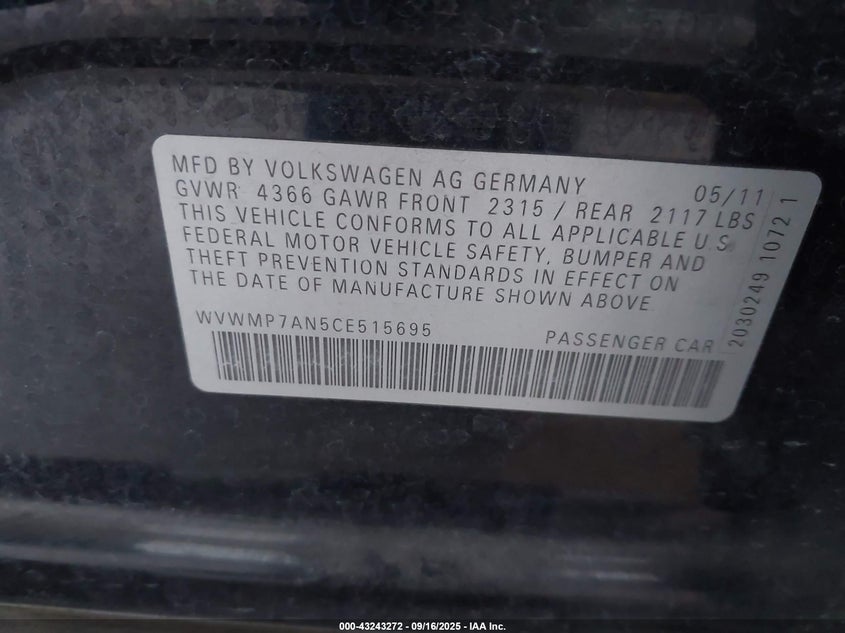 MFD BY VOLKSWAGEN AG GERMANY 05/11
GVWR 4366 GAWR FRONT 2315 / REAR 2117 LBS
THIS VEHICLE CONFORMS TO ALL APPLICABLE U.S
FEDERAL MOTOR VEHICLE SAFETY, BUMPER AND
THEFT PREVENTION STANDARDS IN EFFECT ON
THE DATE OF MANUFACTURE SHOWN ABOVE
WVWMP7AN5CE515695 PASSENGER CAR
2030249 1072 1
000-43243272 - 09/16/2025 - IAA Inc.